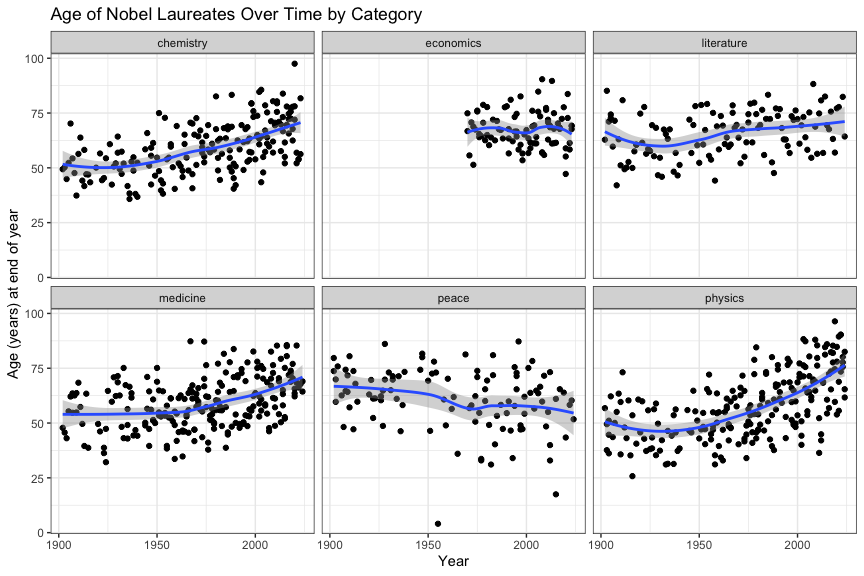 Age of Nobel Laureates Over Time by Category
chemistry
economics
literature
100
75
50
25
0
medicine
peace
physics
100
75
50
25
0
1900 1950 2000 1900 1950 2000 1900 1950 2000
Year
Age (years) at end of year